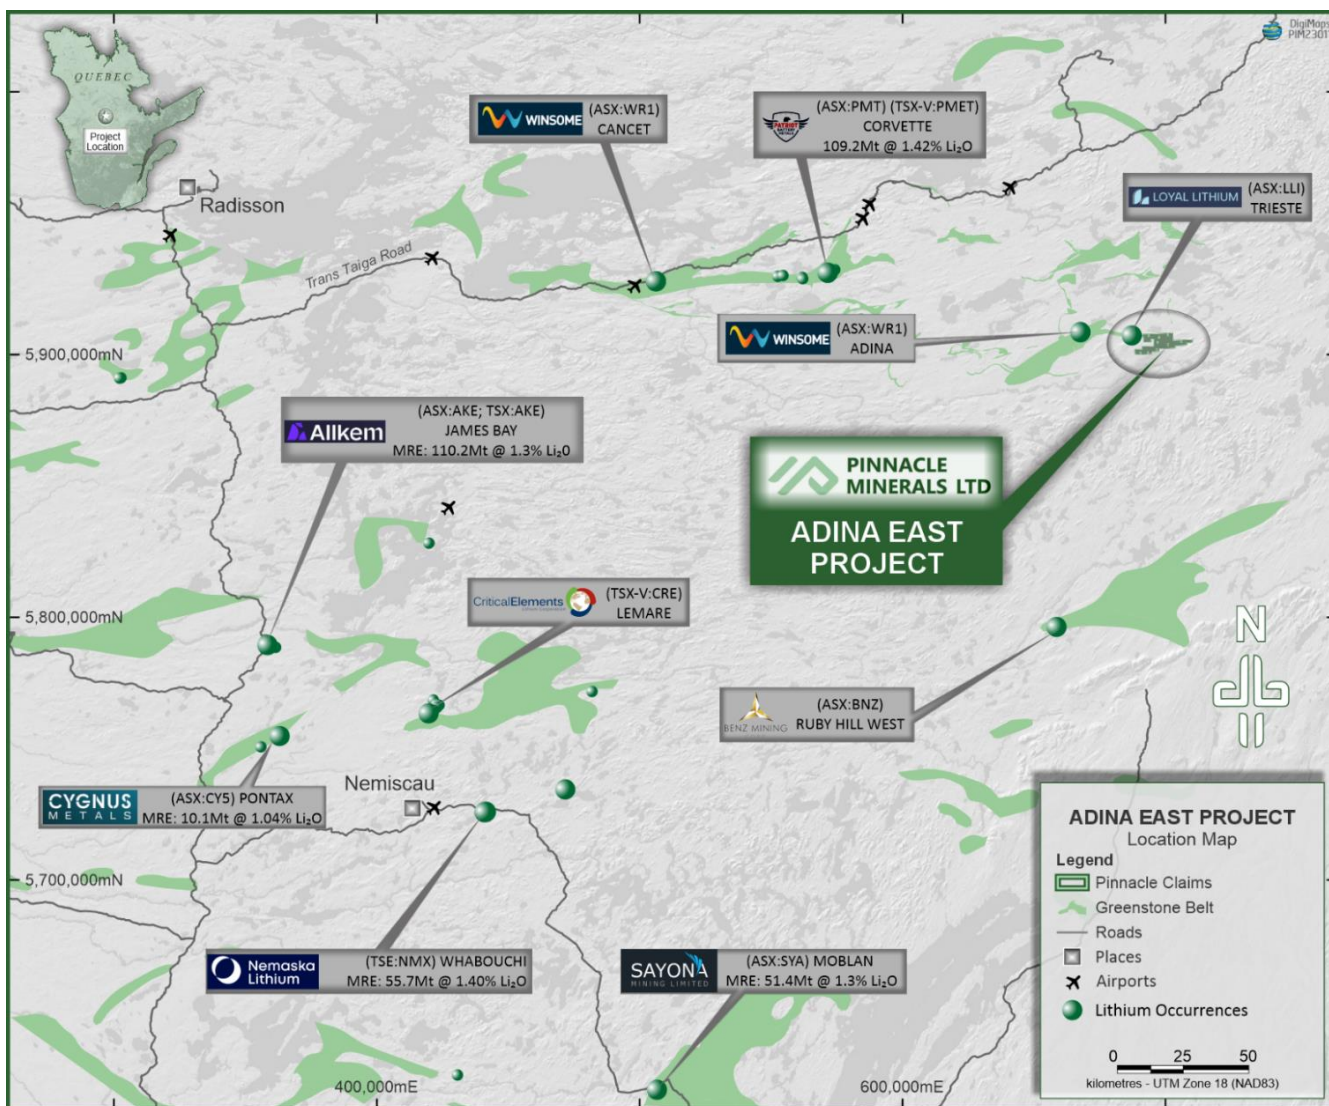 DigiMaps
PIM2301
QUEBEC
Project
Location
WINSOME
(ASX:WR1)
CANCET
PATRIOT
BATTERY METALS
(ASX:PMT) (TSX-V:PMET)
CORVETTE
109.2Mt @ 1.42% Li₂O
LOYAL LITHIUM
(ASX:LLI)
TRIESTE
Radisson
Trans Taiga Road
WINSOME
(ASX:WR1)
ADINA
5,900,000mN
Allkem
(ASX:AKE; TSX:AKE)
JAMES BAY
MRE: 110.2Mt @ 1.3% Li₂0
PINNACLE
MINERALS LTD
ADINA EAST
PROJECT
CriticalElements
(TSX-V:CRE)
LEMARE
5,800,000mN
N
BENZ MINING
(ASX:BNZ)
RUBY HILL WEST
Nemiscau
CYGNUS
METALS
(ASX:CY5) PONTAX
MRE: 10.1Mt @ 1.04% Li₂O
5,700,000mN
Nemaska
Lithium
(TSE:NMX) WHABOUCHI
MRE: 55.7Mt @ 1.40% Li₂O
SAYONA
MINING LIMITED
(ASX:SYA) MOBLAN
MRE: 51.4Mt @ 1.3% Li₂O
400,000mE
600,000mE
ADINA EAST PROJECT
Location Map
Legend
Pinnacle Claims
Greenstone Belt
Roads
Places
Airports
Lithium Occurrences
0 25 50
kilometres - UTM Zone 18 (NAD83)